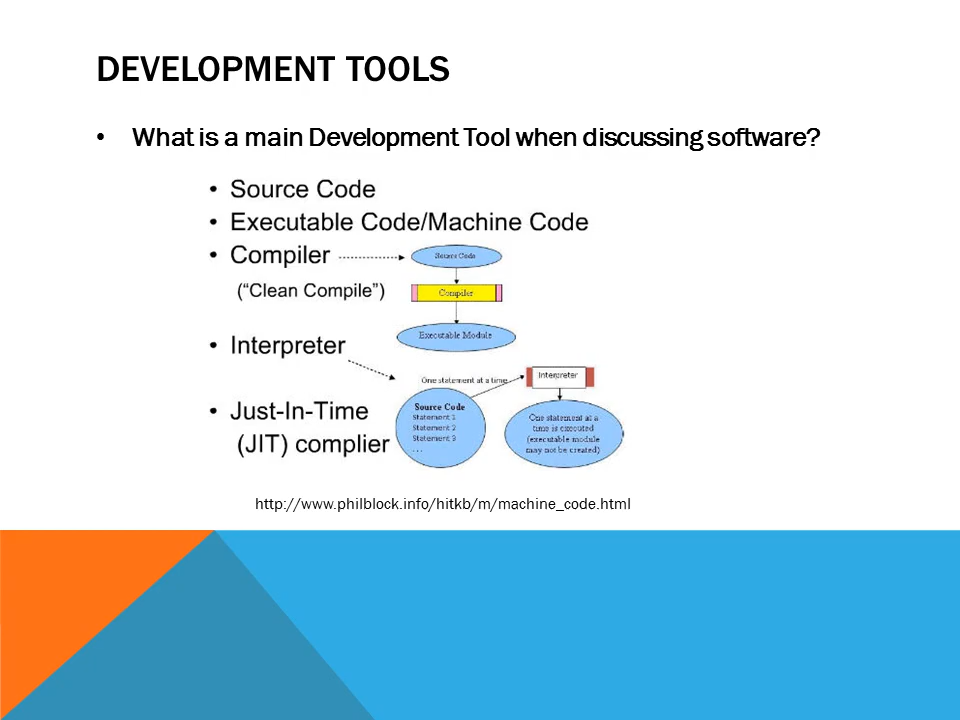 DEVELOPMENT TOOLS
• What is a main Development Tool when discussing software?
• Source Code
• Executable Code/Machine Code
• Compiler
Source Code
("Clean Compile")
Compiler
Executable Module
• Interpreter
Interpreter
One statement at a time
• Just-In-Time
(JIT) complier
Source Code
Statement 1
Statement 2
Statement 3
...
One statement at a
time is executed
(executable module
may not be created)
http://www.philblock.info/hitkb/m/machine_code.html